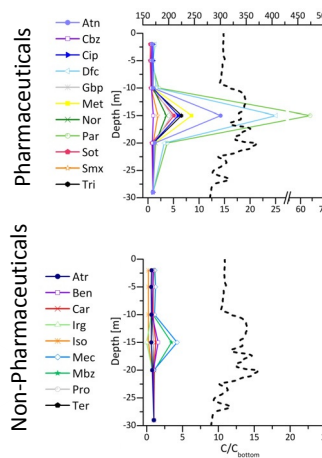 150 200 250 300 350 400 450 500
Pharmaceuticals
Atn
Cbz
Cip
Dfc
Gbp
Met
Nor
Par
Sot
Smx
Tri
Depth [m]
0
-5
-10
-15
-20
-25
-30
0 5 10 15 20 25 60 70
Non-Pharmaceuticals
Atr
Ben
Car
Irg
Iso
Mec
Mbz
Pro
Ter
Depth [m]
0
-5
-10
-15
-20
-25
-30
0 5 10 15 20
C/Cbottom